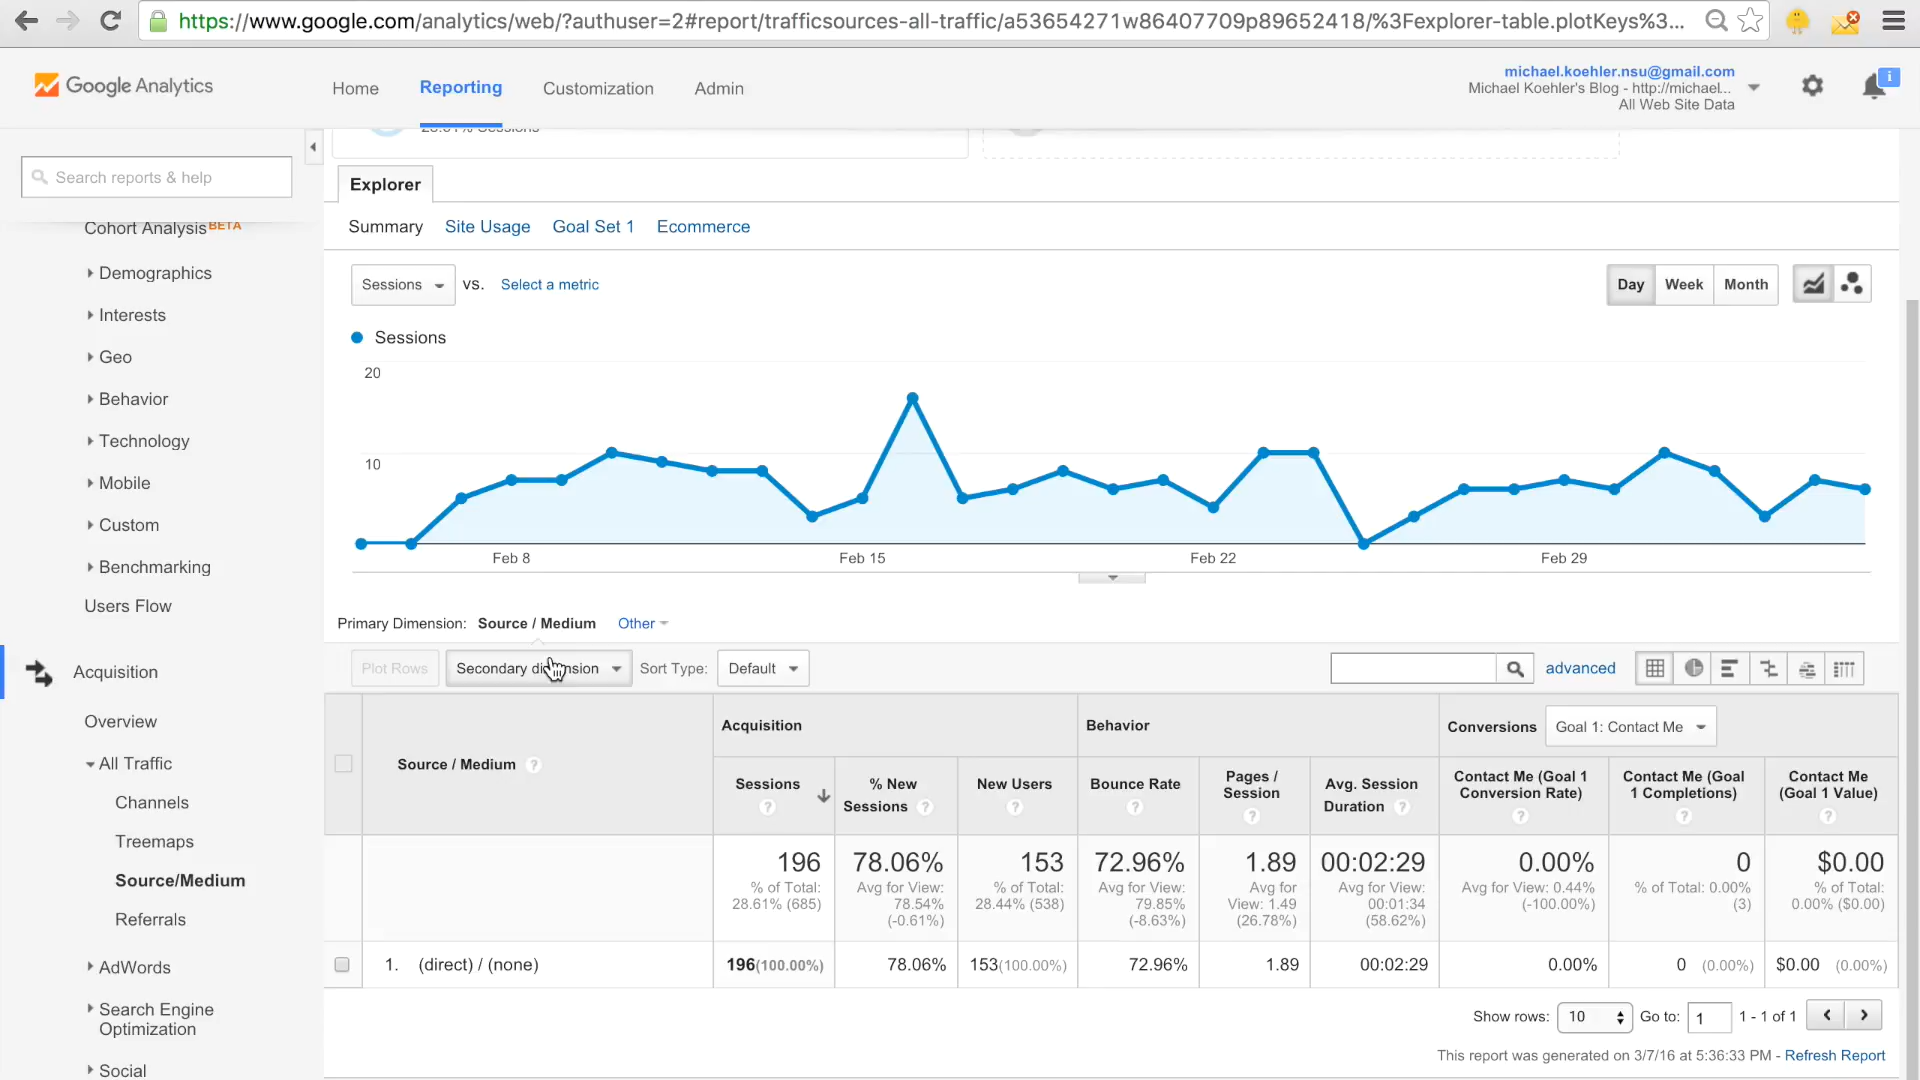 https://www.google.com/analytics/web/?authuser=2#report/trafficsources-all-traffic/a53654271w86407709p89652418/%3Fexplorer-table.plotKeys%3...
Google Analytics
Home
Reporting
Customization
Admin
michael.koehler.nsu@gmail.com
Michael Koehler's Blog - http://michael...
All Web Site Data
i
Search reports & help
Cohort Analysis BETA
Demographics
Interests
Geo
Behavior
Technology
Mobile
Custom
Benchmarking
Users Flow
Acquisition
Overview
All Traffic
Channels
Treemaps
Source/Medium
Referrals
AdWords
Search Engine
Optimization
Social
Explorer
Summary
Site Usage
Goal Set 1
Ecommerce
Sessions
vs.
Select a metric
Day
Week
Month
Sessions
20
10
Feb 8
Feb 15
Feb 22
Feb 29
Primary Dimension:
Source / Medium
Other
Plot Rows
Secondary
Sort Type:
Default
advanced
Source / Medium ?
Acquisition
Behavior
Conversions
Goal 1: Contact Me
Sessions
?
% New
Sessions ?
New Users
?
Bounce Rate
?
Pages /
Session
?
Avg. Session
Duration ?
Contact Me (Goal 1
Conversion Rate)
?
Contact Me (Goal
1 Completions)
?
Contact Me
(Goal 1 Value)
?
196
% of Total:
28.61% (685)
78.06%
Avg for View:
78.54%
(-0.61%)
153
% of Total:
28.44% (538)
72.96%
Avg for View:
79.85%
(-8.63%)
1.89
Avg for
View: 1.49
(26.78%)
00:02:29
Avg for View:
00:01:34
(58.62%)
0.00%
Avg for View: 0.44%
(-100.00%)
0
% of Total: 0.00%
(3)
$0.00
% of Total:
0.00% ($0.00)
1. (direct) / (none)
196(100.00%)
78.06%
153(100.00%)
72.96%
1.89
00:02:29
0.00%
0 (0.00%)
$0.00 (0.00%)
Show rows:
10
Go to:
1
1 - 1 of 1
This report was generated on 3/7/16 at 5:36:33 PM - Refresh Report